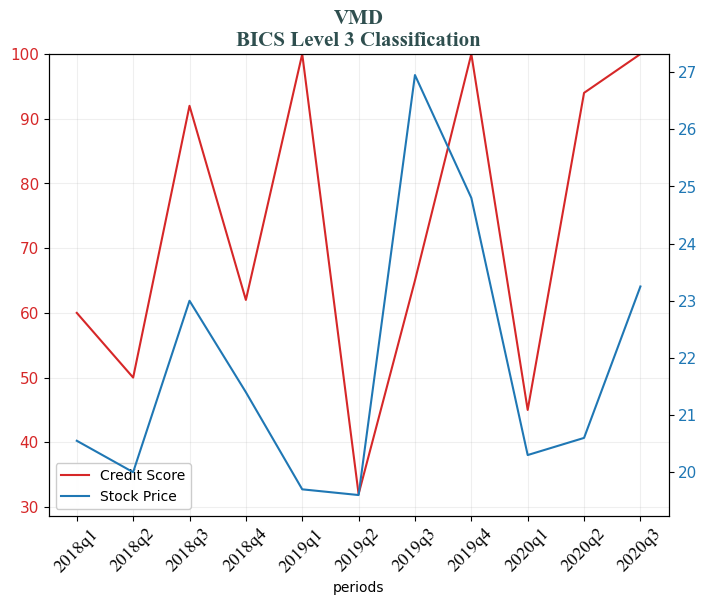 VMD
BICS Level 3 Classification
100
90
80
70
60
50
40
30
27
26
25
24
23
22
21
20
Credit Score
Stock Price
2018q1
2018q2
2018q3
2018q4
2019q1
2019q2
2019q3
2019q4
2020q1
2020q2
2020q3
periods